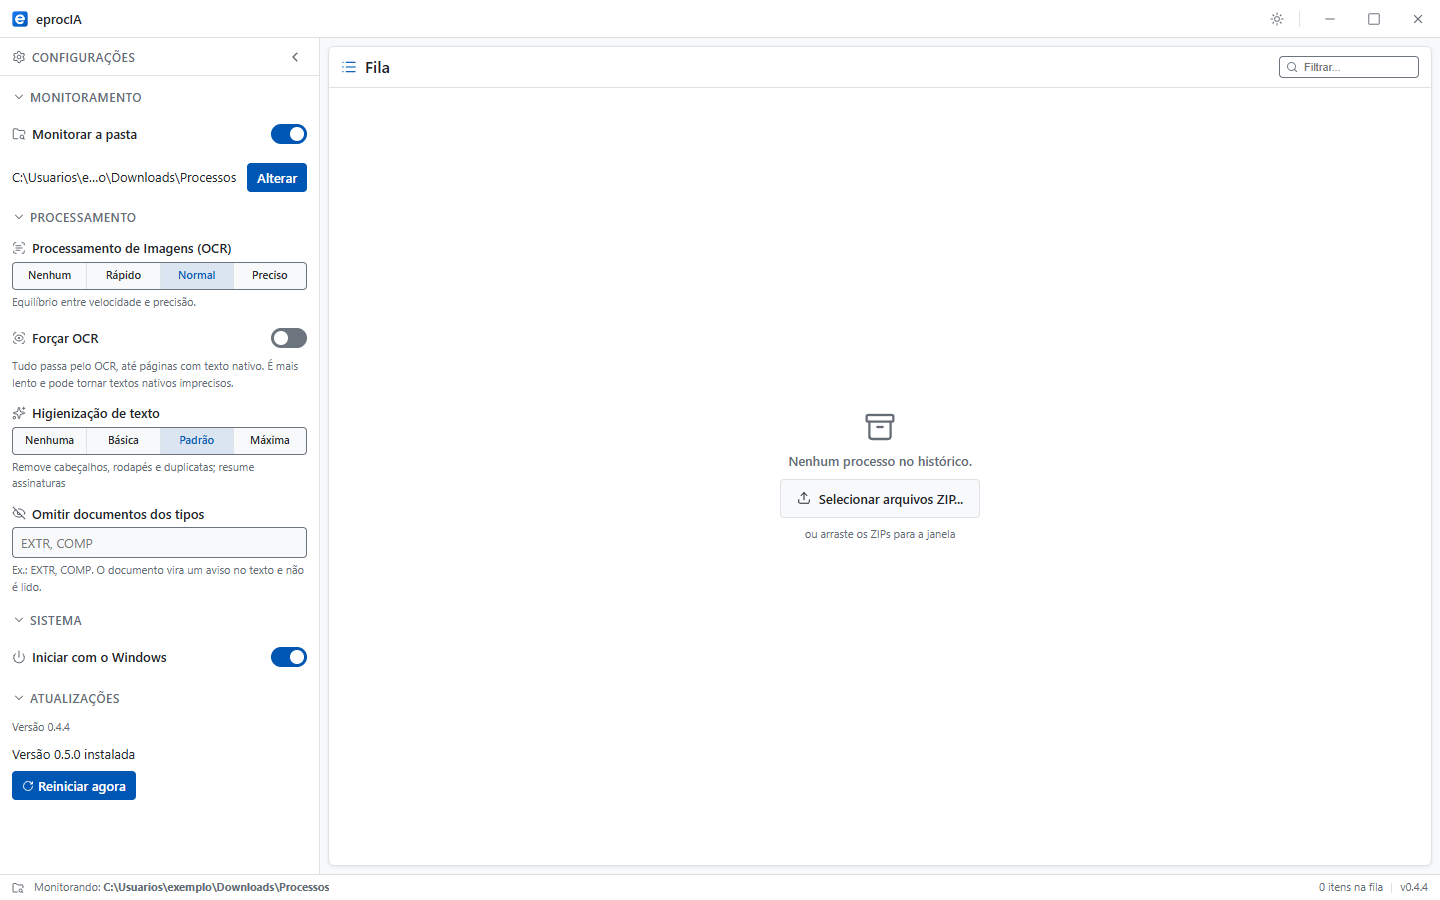 eprocIA
CONFIGURAÇÕES
MONITORAMENTO
Monitorar a pasta
C:\Usuarios\e...o\Downloads\Processos
Alterar
PROCESSAMENTO
Processamento de Imagens (OCR)
Nenhum Rápido Normal Preciso
Equilíbrio entre velocidade e precisão.
Forçar OCR
Tudo passa pelo OCR, até páginas com texto nativo. É mais
lento e pode tornar textos nativos imprecisos.
Higienização de texto
Nenhuma Básica Padrão Máxima
Remove cabeçalhos, rodapés e duplicatas; resume
assinaturas
Omitir documentos dos tipos
EXTR, COMP
Ex.: EXTR, COMP. O documento vira um aviso no texto e não
é lido.
SISTEMA
Iniciar com o Windows
ATUALIZAÇÕES
Versão 0.4.4
Versão 0.5.0 instalada
Reiniciar agora
Fila
Filtrar...
Nenhum processo no histórico.
Selecionar arquivos ZIP...
ou arraste os ZIPs para a janela
Monitorando: C:\Usuarios\exemplo\Downloads\Processos
0 itens na fila
v0.4.4